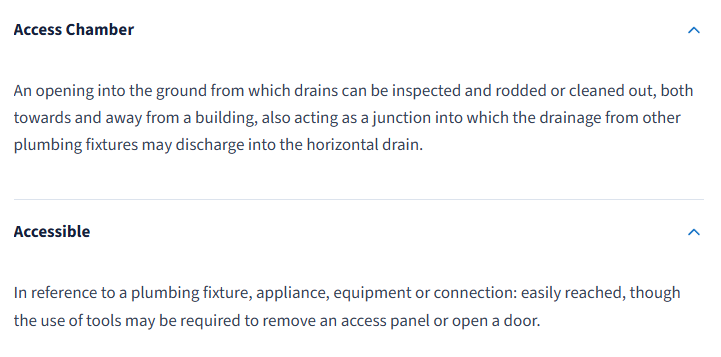 Access Chamber
An opening into the ground from which drains can be inspected and rodded or cleaned out, both
towards and away from a building, also acting as a junction into which the drainage from other
plumbing fixtures may discharge into the horizontal drain.
Accessible
In reference to a plumbing fixture, appliance, equipment or connection: easily reached, though
the use of tools may be required to remove an access panel or open a door.